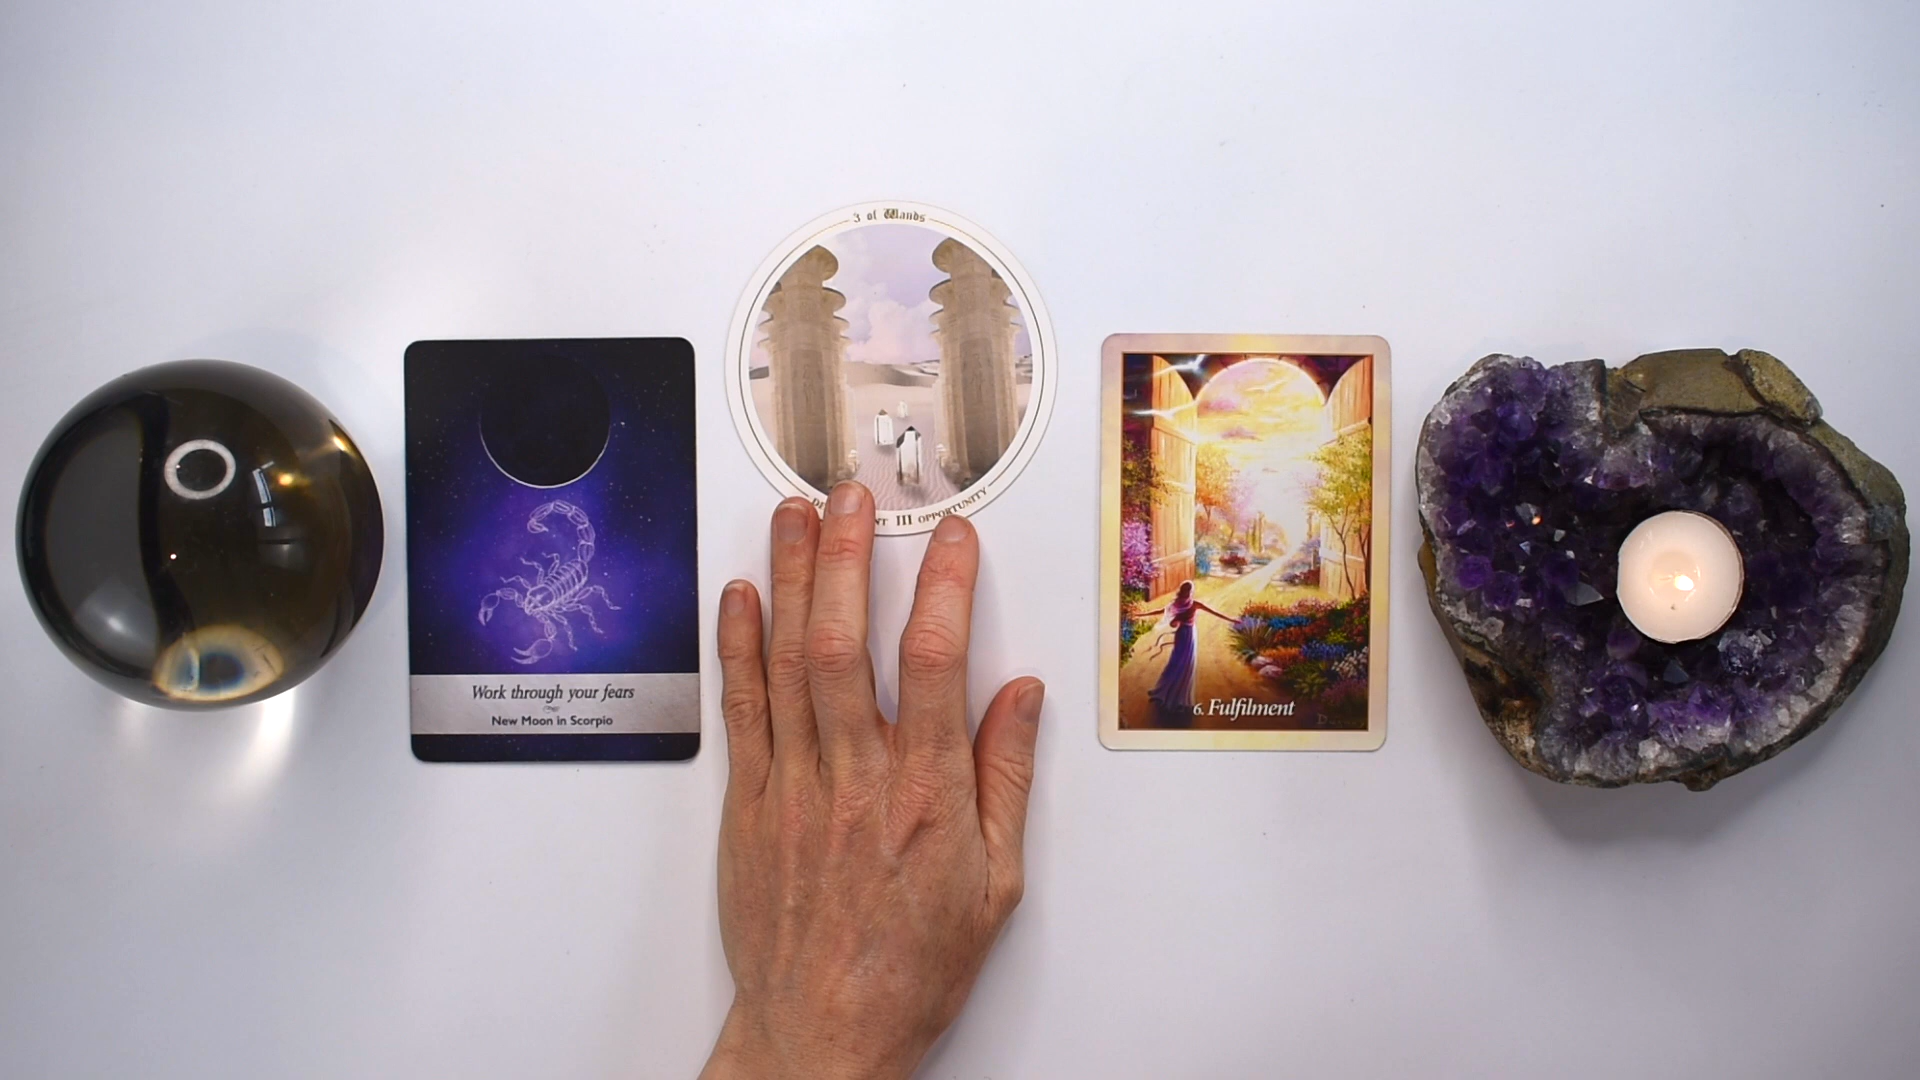 Work through your fears
New Moon in Scorpio
3 of Wands
III OPPORTUNITY
6. Fulfilment